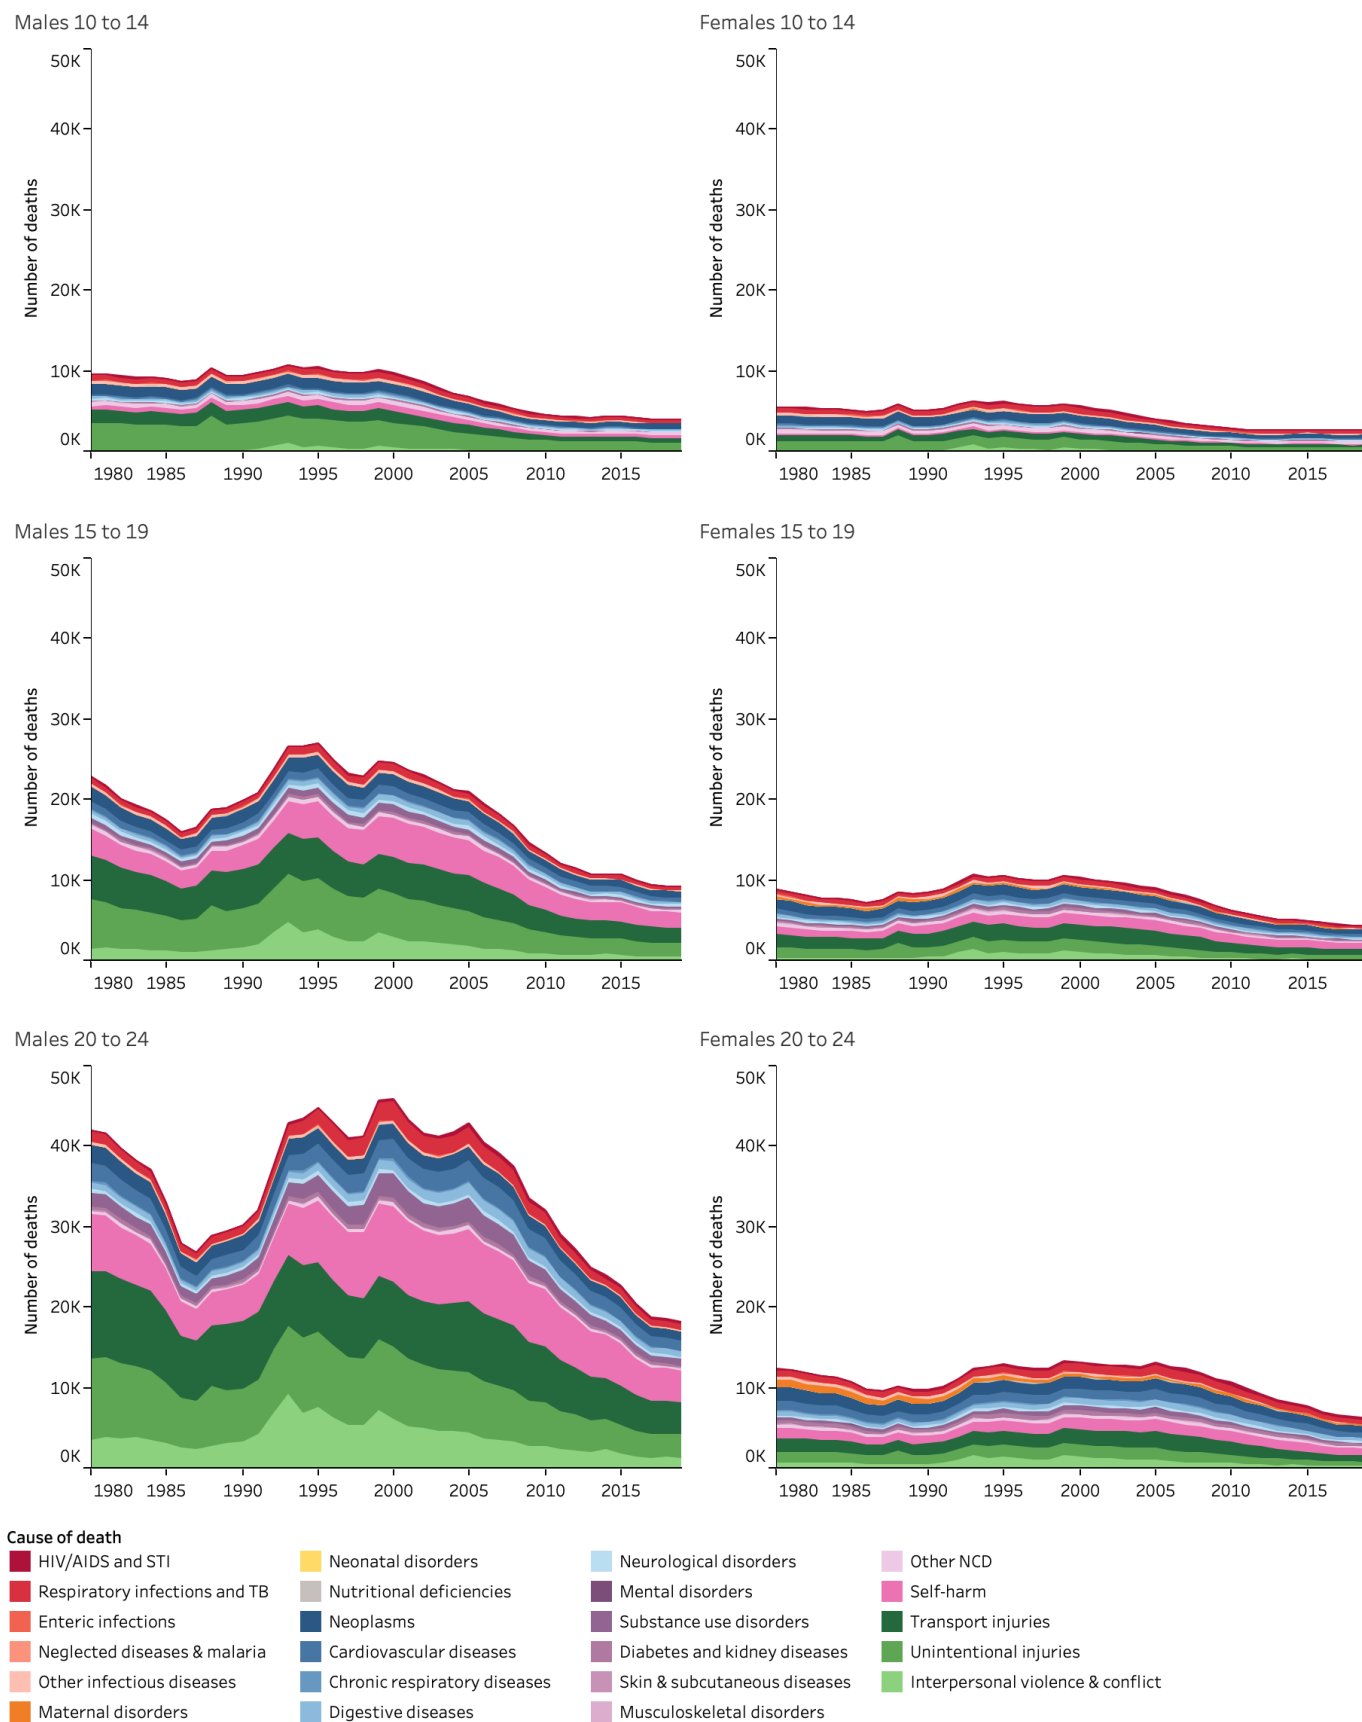 Males 10 to 14
Females 10 to 14
50K
40K
30K
20K
10K
0K
Number of deaths
1980 1985 1990 1995 2000 2005 2010 2015
50K
40K
30K
20K
10K
0K
Number of deaths
1980 1985 1990 1995 2000 2005 2010 2015
Males 15 to 19
Females 15 to 19
50K
40K
30K
20K
10K
0K
Number of deaths
1980 1985 1990 1995 2000 2005 2010 2015
50K
40K
30K
20K
10K
0K
Number of deaths
1980 1985 1990 1995 2000 2005 2010 2015
Males 20 to 24
Females 20 to 24
50K
40K
30K
20K
10K
0K
Number of deaths
1980 1985 1990 1995 2000 2005 2010 2015
50K
40K
30K
20K
10K
0K
Number of deaths
1980 1985 1990 1995 2000 2005 2010 2015
Cause of death
HIV/AIDS and STI
Respiratory infections and TB
Enteric infections
Neglected diseases & malaria
Other infectious diseases
Maternal disorders
Neonatal disorders
Nutritional deficiencies
Neoplasms
Cardiovascular diseases
Chronic respiratory diseases
Digestive diseases
Neurological disorders
Mental disorders
Substance use disorders
Diabetes and kidney diseases
Skin & subcutaneous diseases
Musculoskeletal disorders
Other NCD
Self-harm
Transport injuries
Unintentional injuries
Interpersonal violence & conflict